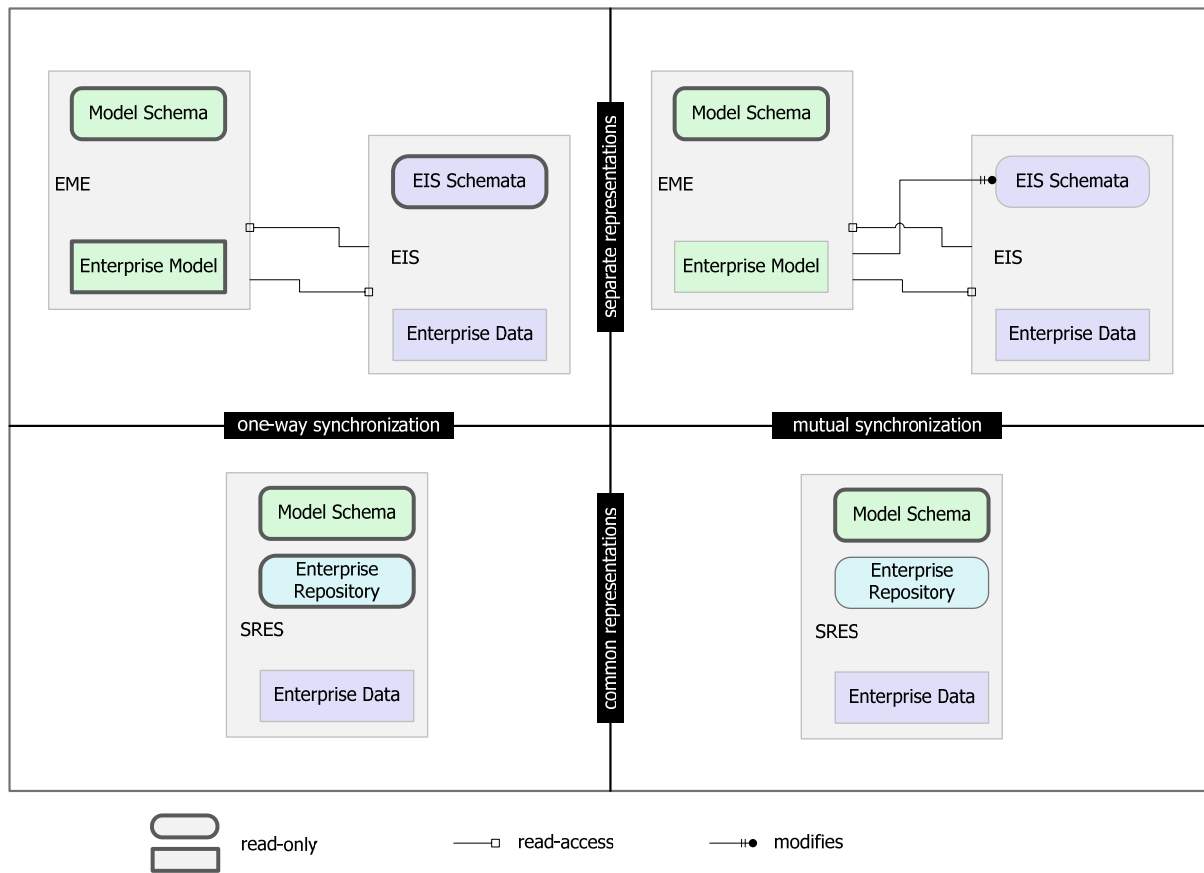 Model Schema
EME
Enterprise Model
EIS Schemata
EIS
Enterprise Data
separate representations
Model Schema
EME
Enterprise Model
EIS Schemata
EIS
Enterprise Data
one-way synchronization
mutual synchronization
Model Schema
Enterprise
Repository
SRES
Enterprise Data
common representations
Model Schema
Enterprise
Repository
SRES
Enterprise Data
read-only
read-access
modifies